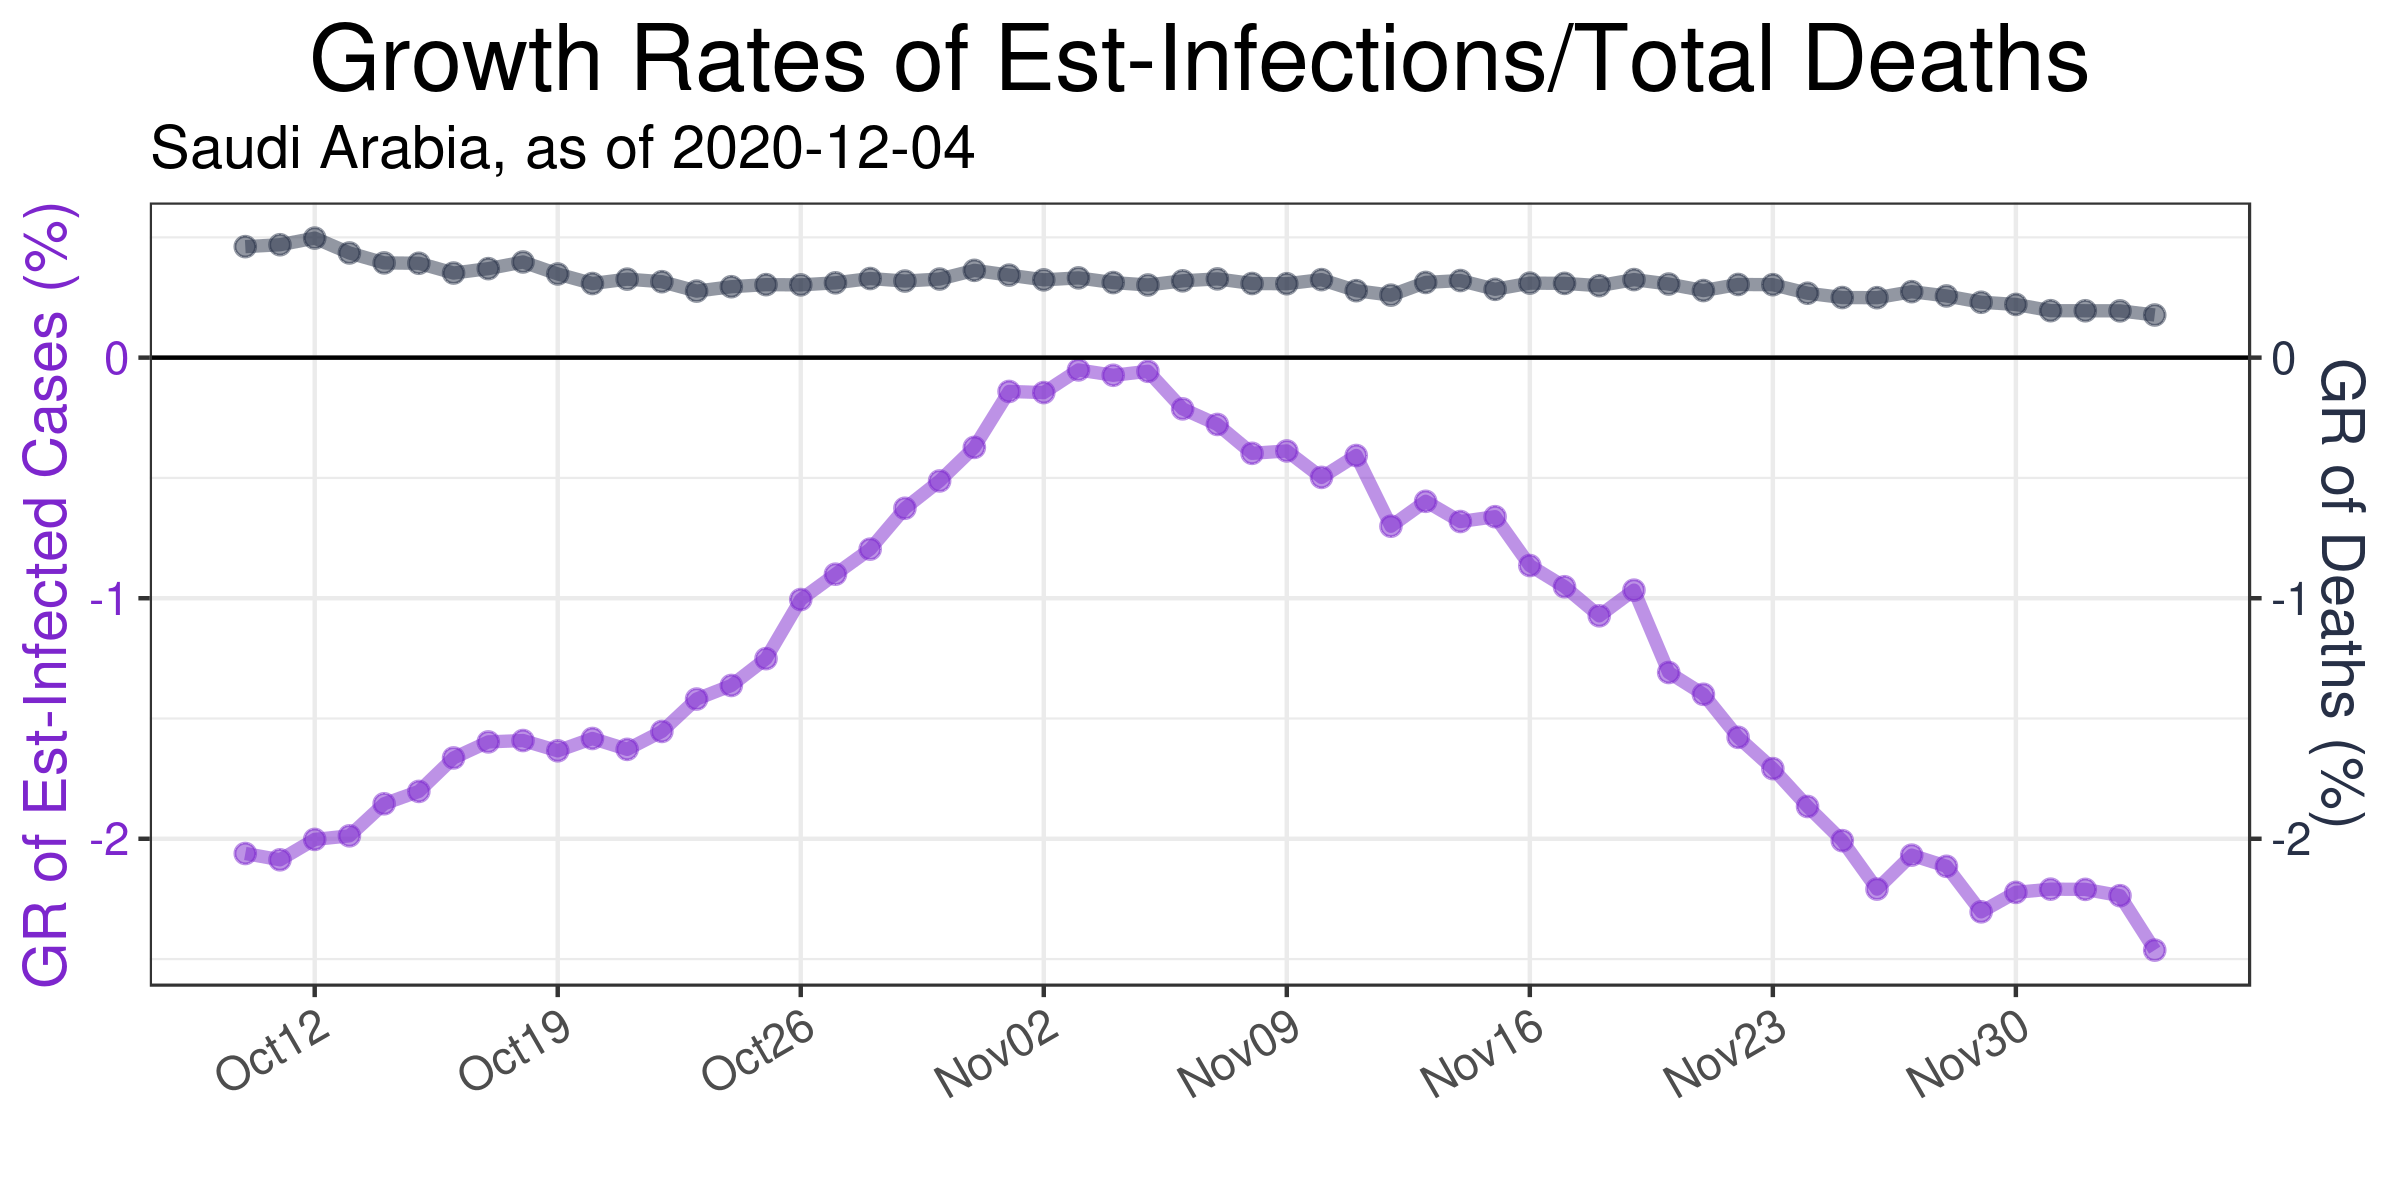 Growth Rates of Est-Infections/Total Deaths
Saudi Arabia, as of 2020-12-04
GR of Est-Infected Cases (%)
0
-1
-2
0
-1
-2
GR of Deaths (%)
Oct12
Oct19
Oct26
Nov02
Nov09
Nov16
Nov23
Nov30